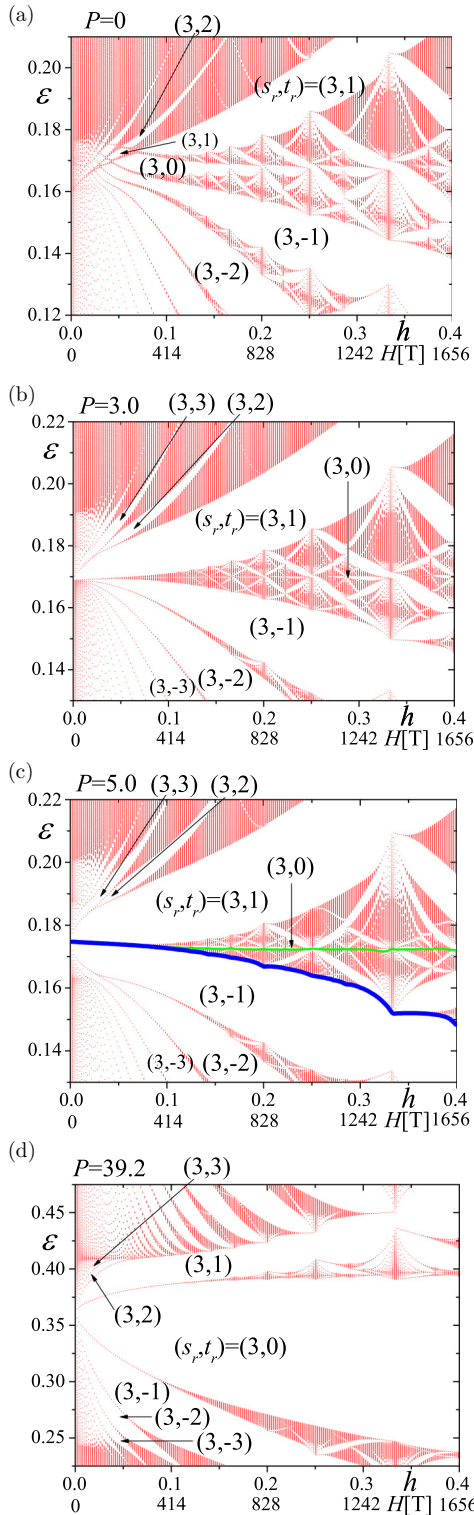 (a)
P=0
(3,2)
0.20
ε
(s_r,t_r)=(3,1)
0.18
(3,1)
(3,0)
0.16
(3,-1)
0.14
(3,-2)
0.12
0.0 0.1 0.2 0.3 h 0.4
0 414 828 1242 H[T] 1656
(b)
0.22
P=3.0 (3,3) (3,2)
ε
0.20
(3,0)
(s_r,t_r)=(3,1)
0.18
0.16
(3,-1)
0.14
(3,-3) (3,-2)
0.0 0.1 0.2 0.3 h 0.4
0 414 828 1242 H[T] 1656
(c)
P=5.0 (3,3) (3,2)
0.22
ε
0.20
(3,0)
(s_r,t_r)=(3,1)
0.18
0.16
(3,-1)
0.14
(3,-3) (3,-2)
0.0 0.1 0.2 0.3 h 0.4
0 414 828 1242 H[T] 1656
(d)
P=39.2 (3,3)
0.45
ε
(3,1)
0.40
(3,2)
0.35
(s_r,t_r)=(3,0)
0.30
(3,-1)
(3,-2)
0.25
(3,-3)
0.0 0.1 0.2 0.3 h 0.4
0 414 828 1242 H[T] 1656